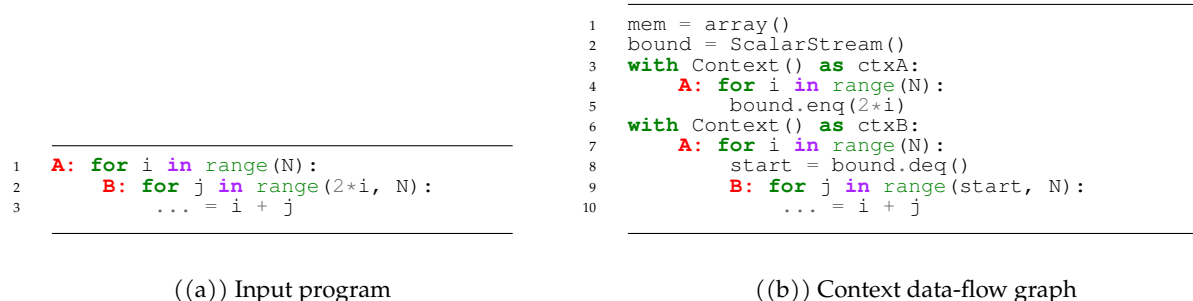 1 A: for i in range(N):
2 B: for j in range(2*i, N):
3 ... = i + j
((a)) Input program
1 mem = array()
2 bound = ScalarStream()
3 with Context() as ctxA:
4 A: for i in range(N):
5 bound.enq(2*i)
6 with Context() as ctxB:
7 A: for i in range(N):
8 start = bound.deq()
9 B: for j in range(start, N):
10 ... = i + j
((b)) Context data-flow graph